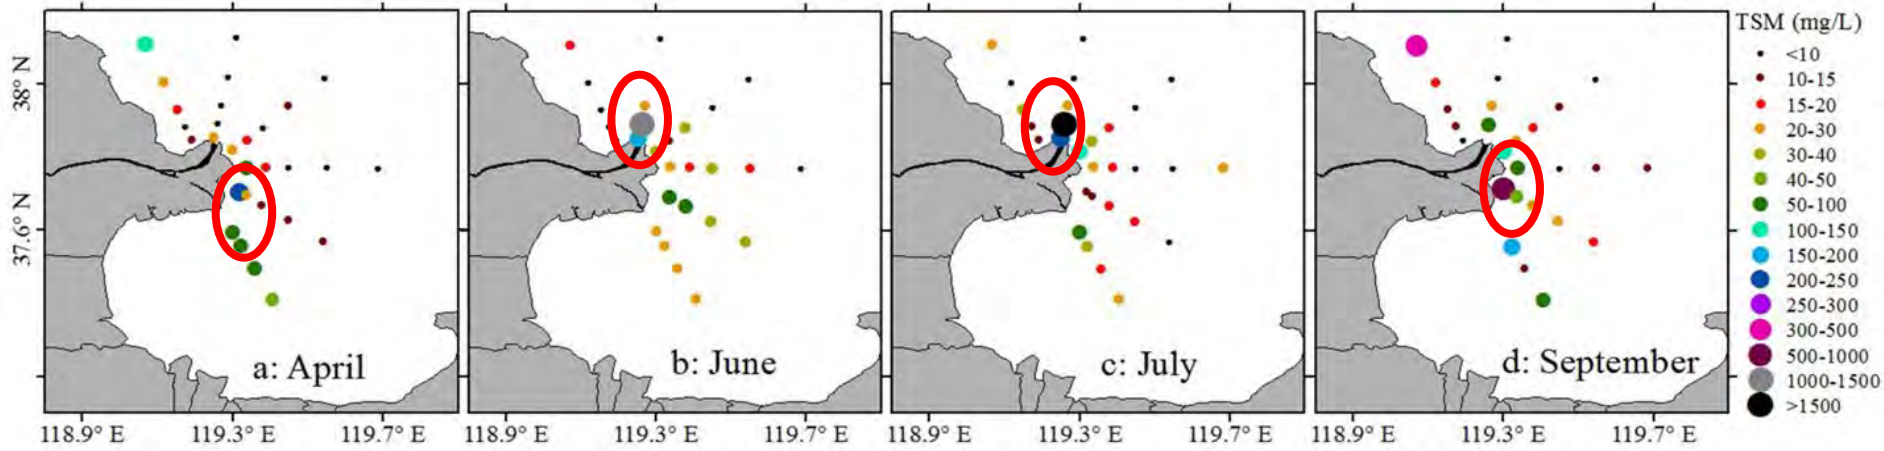 TSM (mg/L)
<10
10-15
15-20
20-30
30-40
40-50
50-100
100-150
150-200
200-250
250-300
300-500
500-1000
1000-1500
>1500
38° N
37.6° N
a: April
b: June
c: July
d: September
118.9° E 119.3° E 119.7° E 118.9° E 119.3° E 119.7° E 118.9° E 119.3° E 119.7° E 118.9° E 119.3° E 119.7° E